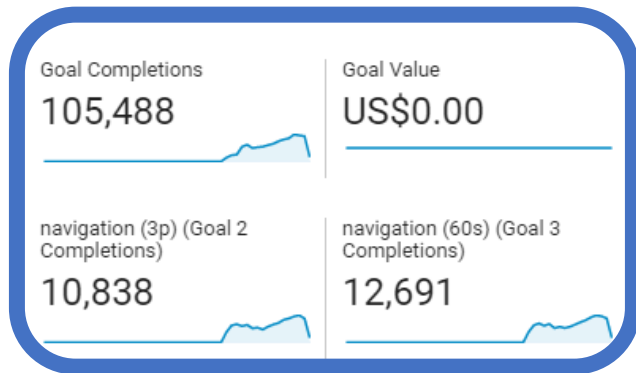 Goal Completions
105,488
Goal Value
US$0.00
navigation (3p) (Goal 2
Completions)
10,838
navigation (60s) (Goal 3
Completions)
12,691